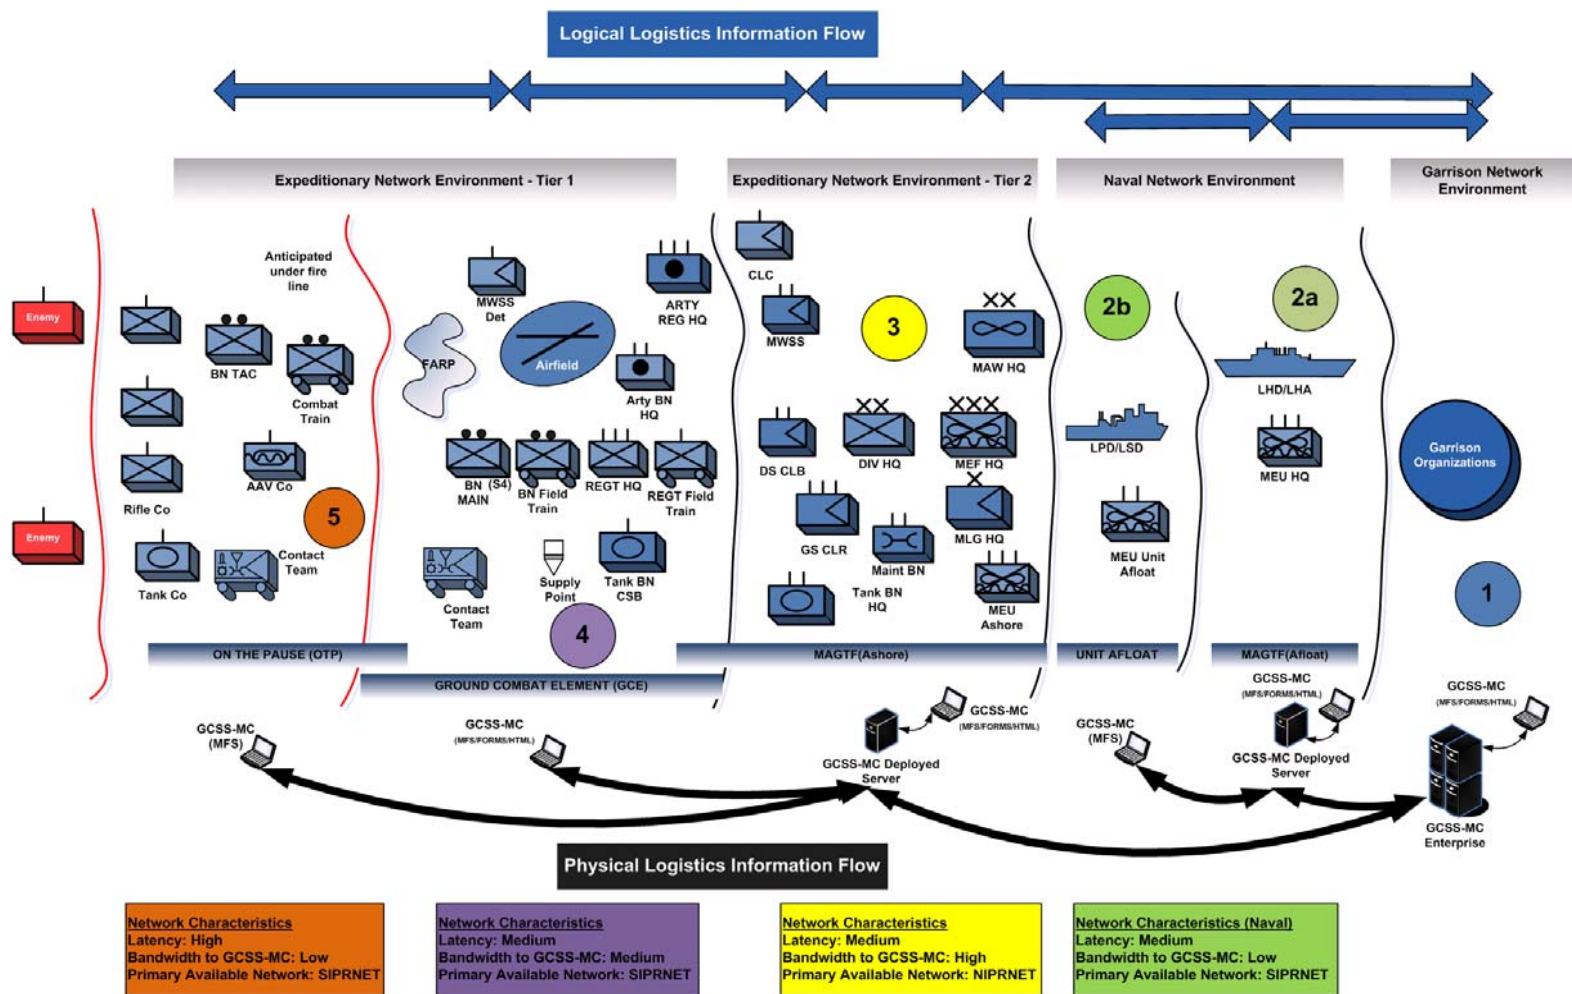 Logical Logistics Information Flow
Expeditionary Network Environment - Tier 1
Expeditionary Network Environment - Tier 2
Naval Network Environment
Garrison Network
Environment
Enemy
Enemy
Anticipated
under fire
line
BN TAC
Combat
Train
AAV Co
Rifle Co
5
Tank Co
Contact
Team
MWSS
Det
ARTY
REG HQ
FARP
Airfield
Arty BN
HQ
BN
MAIN
(S4)
BN Field
Train
REGT HQ
REGT Field
Train
Contact
Team
Supply
Point
Tank BN
CSB
4
CLC
MWSS
3
MAW HQ
DS CLB
DIV HQ
MEF HQ
GS CLR
Maint BN
MLG HQ
Tank BN
HQ
MEU
Ashore
2b
LPD/LSD
MEU Unit
Afloat
2a
LHD/LHA
MEU HQ
Garrison
Organizations
1
ON THE PAUSE (OTP)
GROUND COMBAT ELEMENT (GCE)
MAGTF(Ashore)
UNIT AFLOAT
MAGTF(Afloat)
GCSS-MC
(MFS)
GCSS-MC
(MFS/FORMS/HTML)
GCSS-MC
(MFS/FORMS/HTML)
GCSS-MC Deployed
Server
GCSS-MC
(MFS)
GCSS-MC
(MFS/FORMS/HTML)
GCSS-MC Deployed
Server
GCSS-MC
(MFS/FORMS/HTML)
GCSS-MC
Enterprise
Physical Logistics Information Flow
Network Characteristics
Latency: High
Bandwidth to GCSS-MC: Low
Primary Available Network: SIPRNET
Network Characteristics
Latency: Medium
Bandwidth to GCSS-MC: Medium
Primary Available Network: SIPRNET
Network Characteristics
Latency: Medium
Bandwidth to GCSS-MC: High
Primary Available Network: NIPRNET
Network Characteristics (Naval)
Latency: Medium
Bandwidth to GCSS-MC: Low
Primary Available Network: SIPRNET